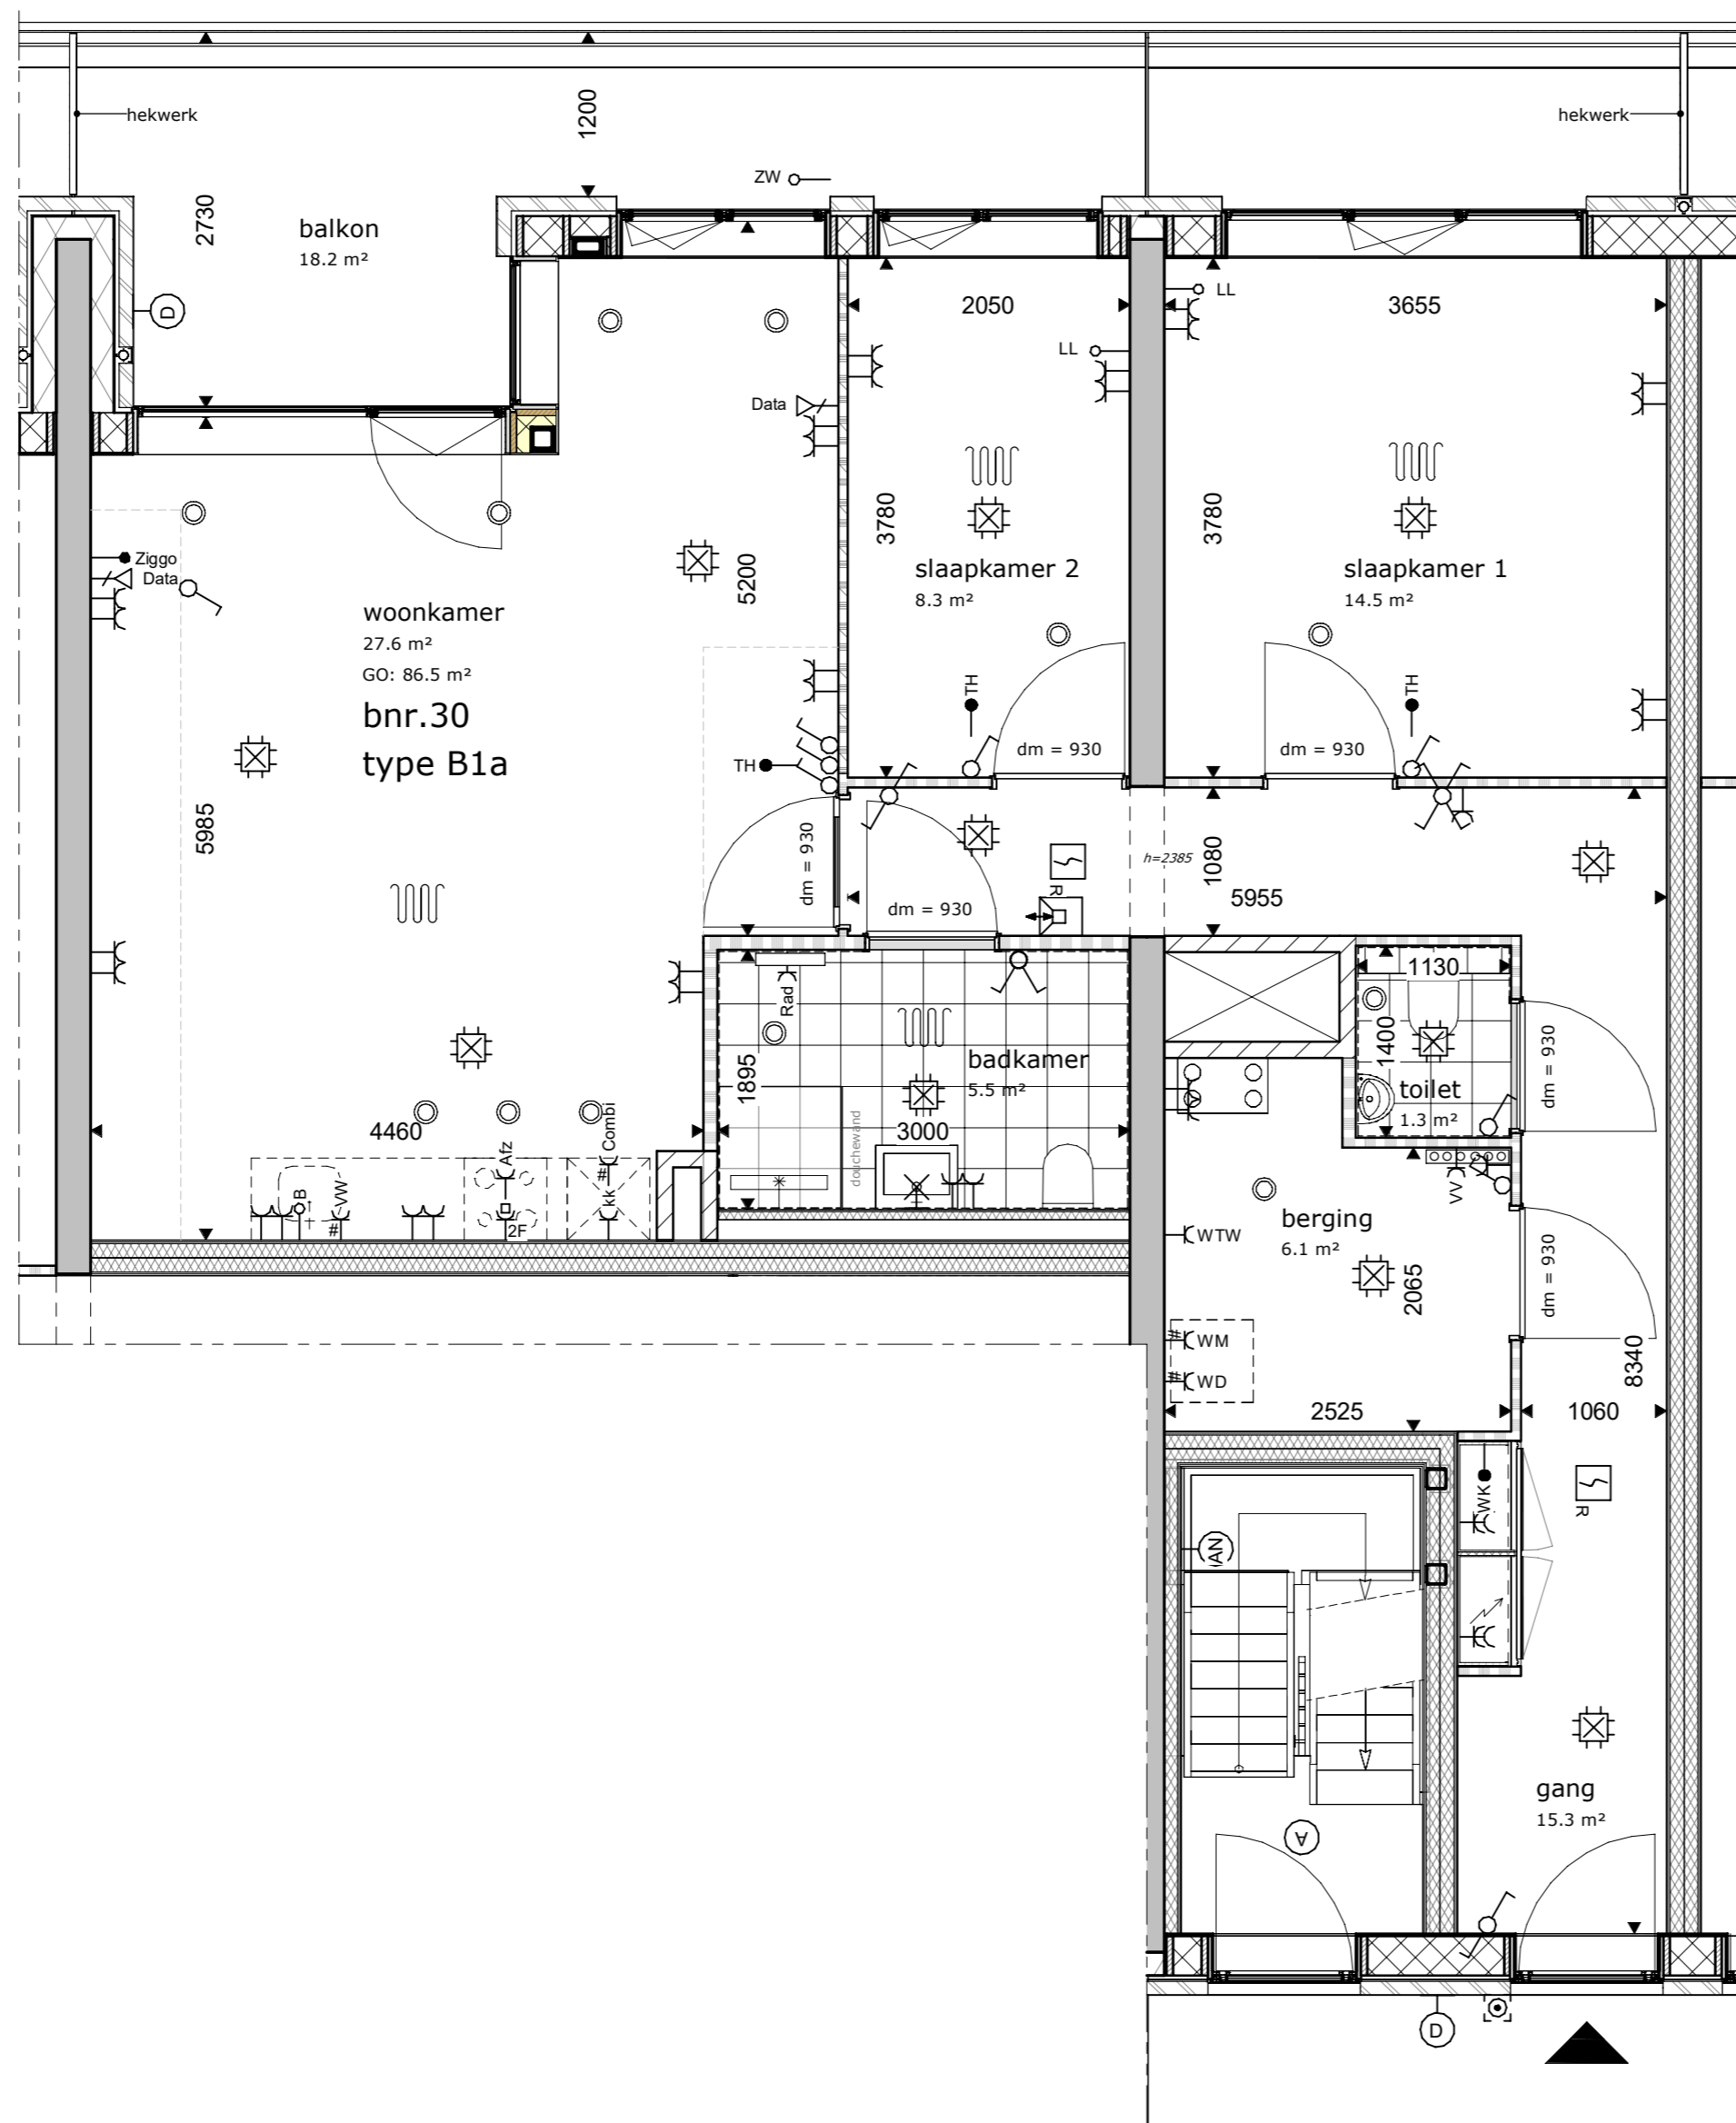 hekwerk
1200
hekwerk
ZW
2730
balkon
18.2 m²
D
LL
2050
3655
LL
Data
3780
3780
Ziggo
Data
5200
slaapkamer 2
8.3 m²
slaapkamer 1
14.5 m²
woonkamer
27.6 m²
GO: 86.5 m²
bnr.30
type B1a
TH
TH
TH
dm = 930
dm = 930
5985
dm = 930
h=2385
1080
R
5955
dm = 930
1130
Rad
1400
dm = 930
badkamer
5.5 m²
1895
toilet
1.3 m²
4460
Combi
Afz
3000
douchewand
B
#
VW
2F
#
kk
VV
berging
6.1 m²
WTW
2065
dm = 930
# WM
# WD
8340
2525
1060
WK
R
AN
gang
15.3 m²
A
D